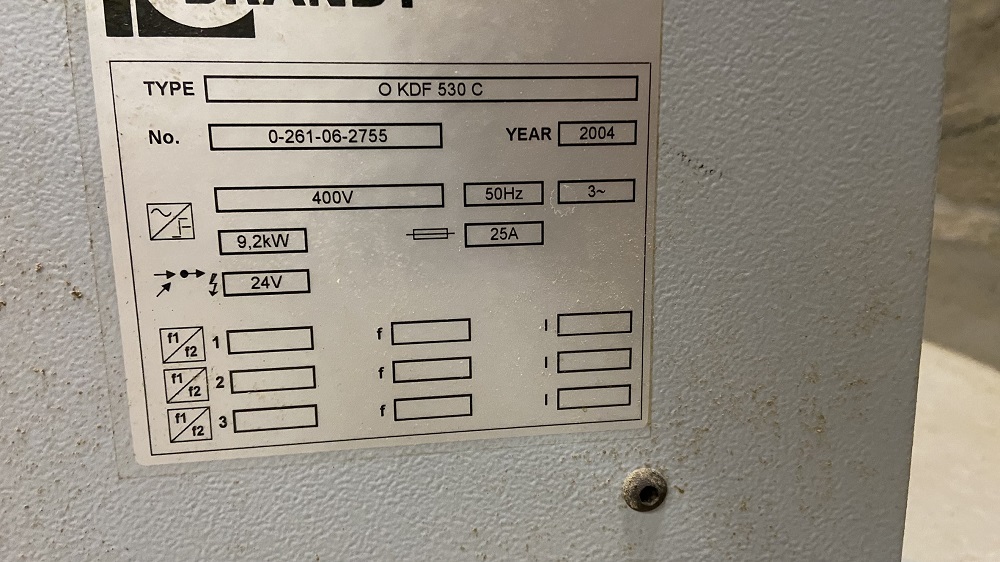 BRANDT
TYPE O KDF 530 C
No. 0-261-06-2755 YEAR 2004
400V 50Hz 3~
9,2kW 25A
24V
f1/f2 1 f I
f1/f2 2 f I
f1/f2 3 f I